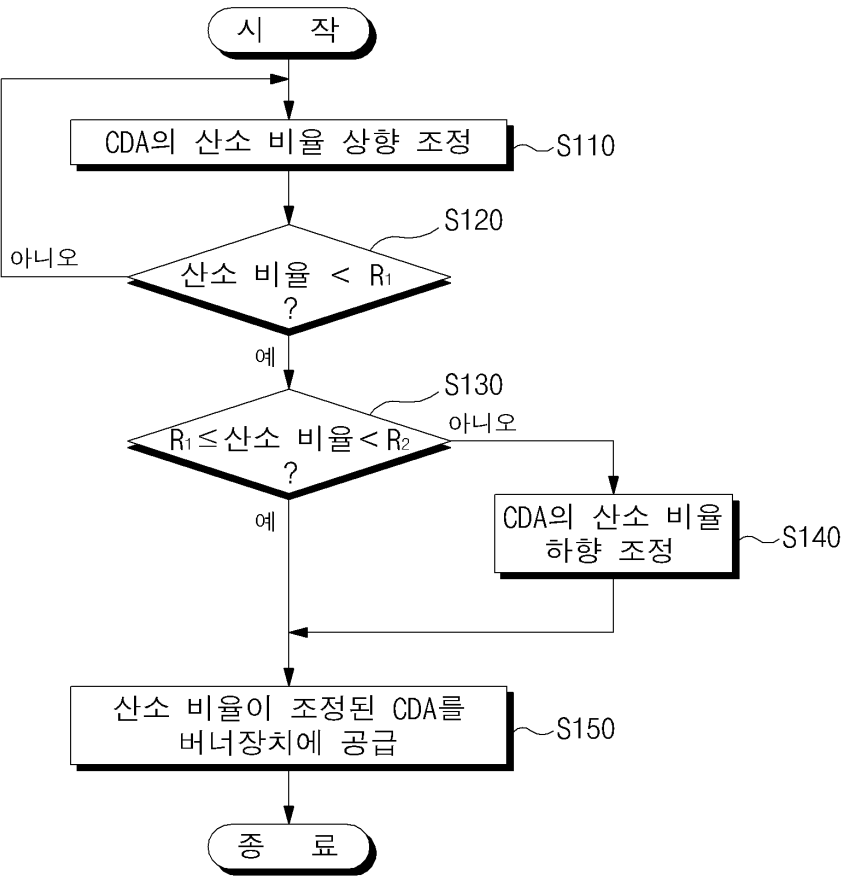 시 작
CDA의 산소 비율 상향 조정
S110
S120
아니오
산소 비율 < R₁
?
예
S130
아니오
R₁≤산소 비율<R₂
?
예
CDA의 산소 비율
하향 조정
S140
산소 비율이 조정된 CDA를
버너장치에 공급
S150
종 료